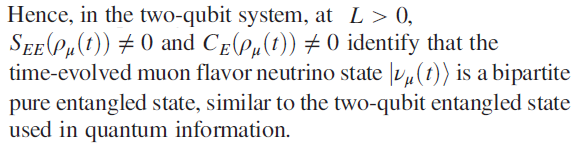 Hence, in the two-qubit system, at L > 0,
S_EE(ρ_μ(t)) ≠ 0 and C_E(ρ_μ(t)) ≠ 0 identify that the
time-evolved muon flavor neutrino state |ν_μ(t)⟩ is a bipartite
pure entangled state, similar to the two-qubit entangled state
used in quantum information.